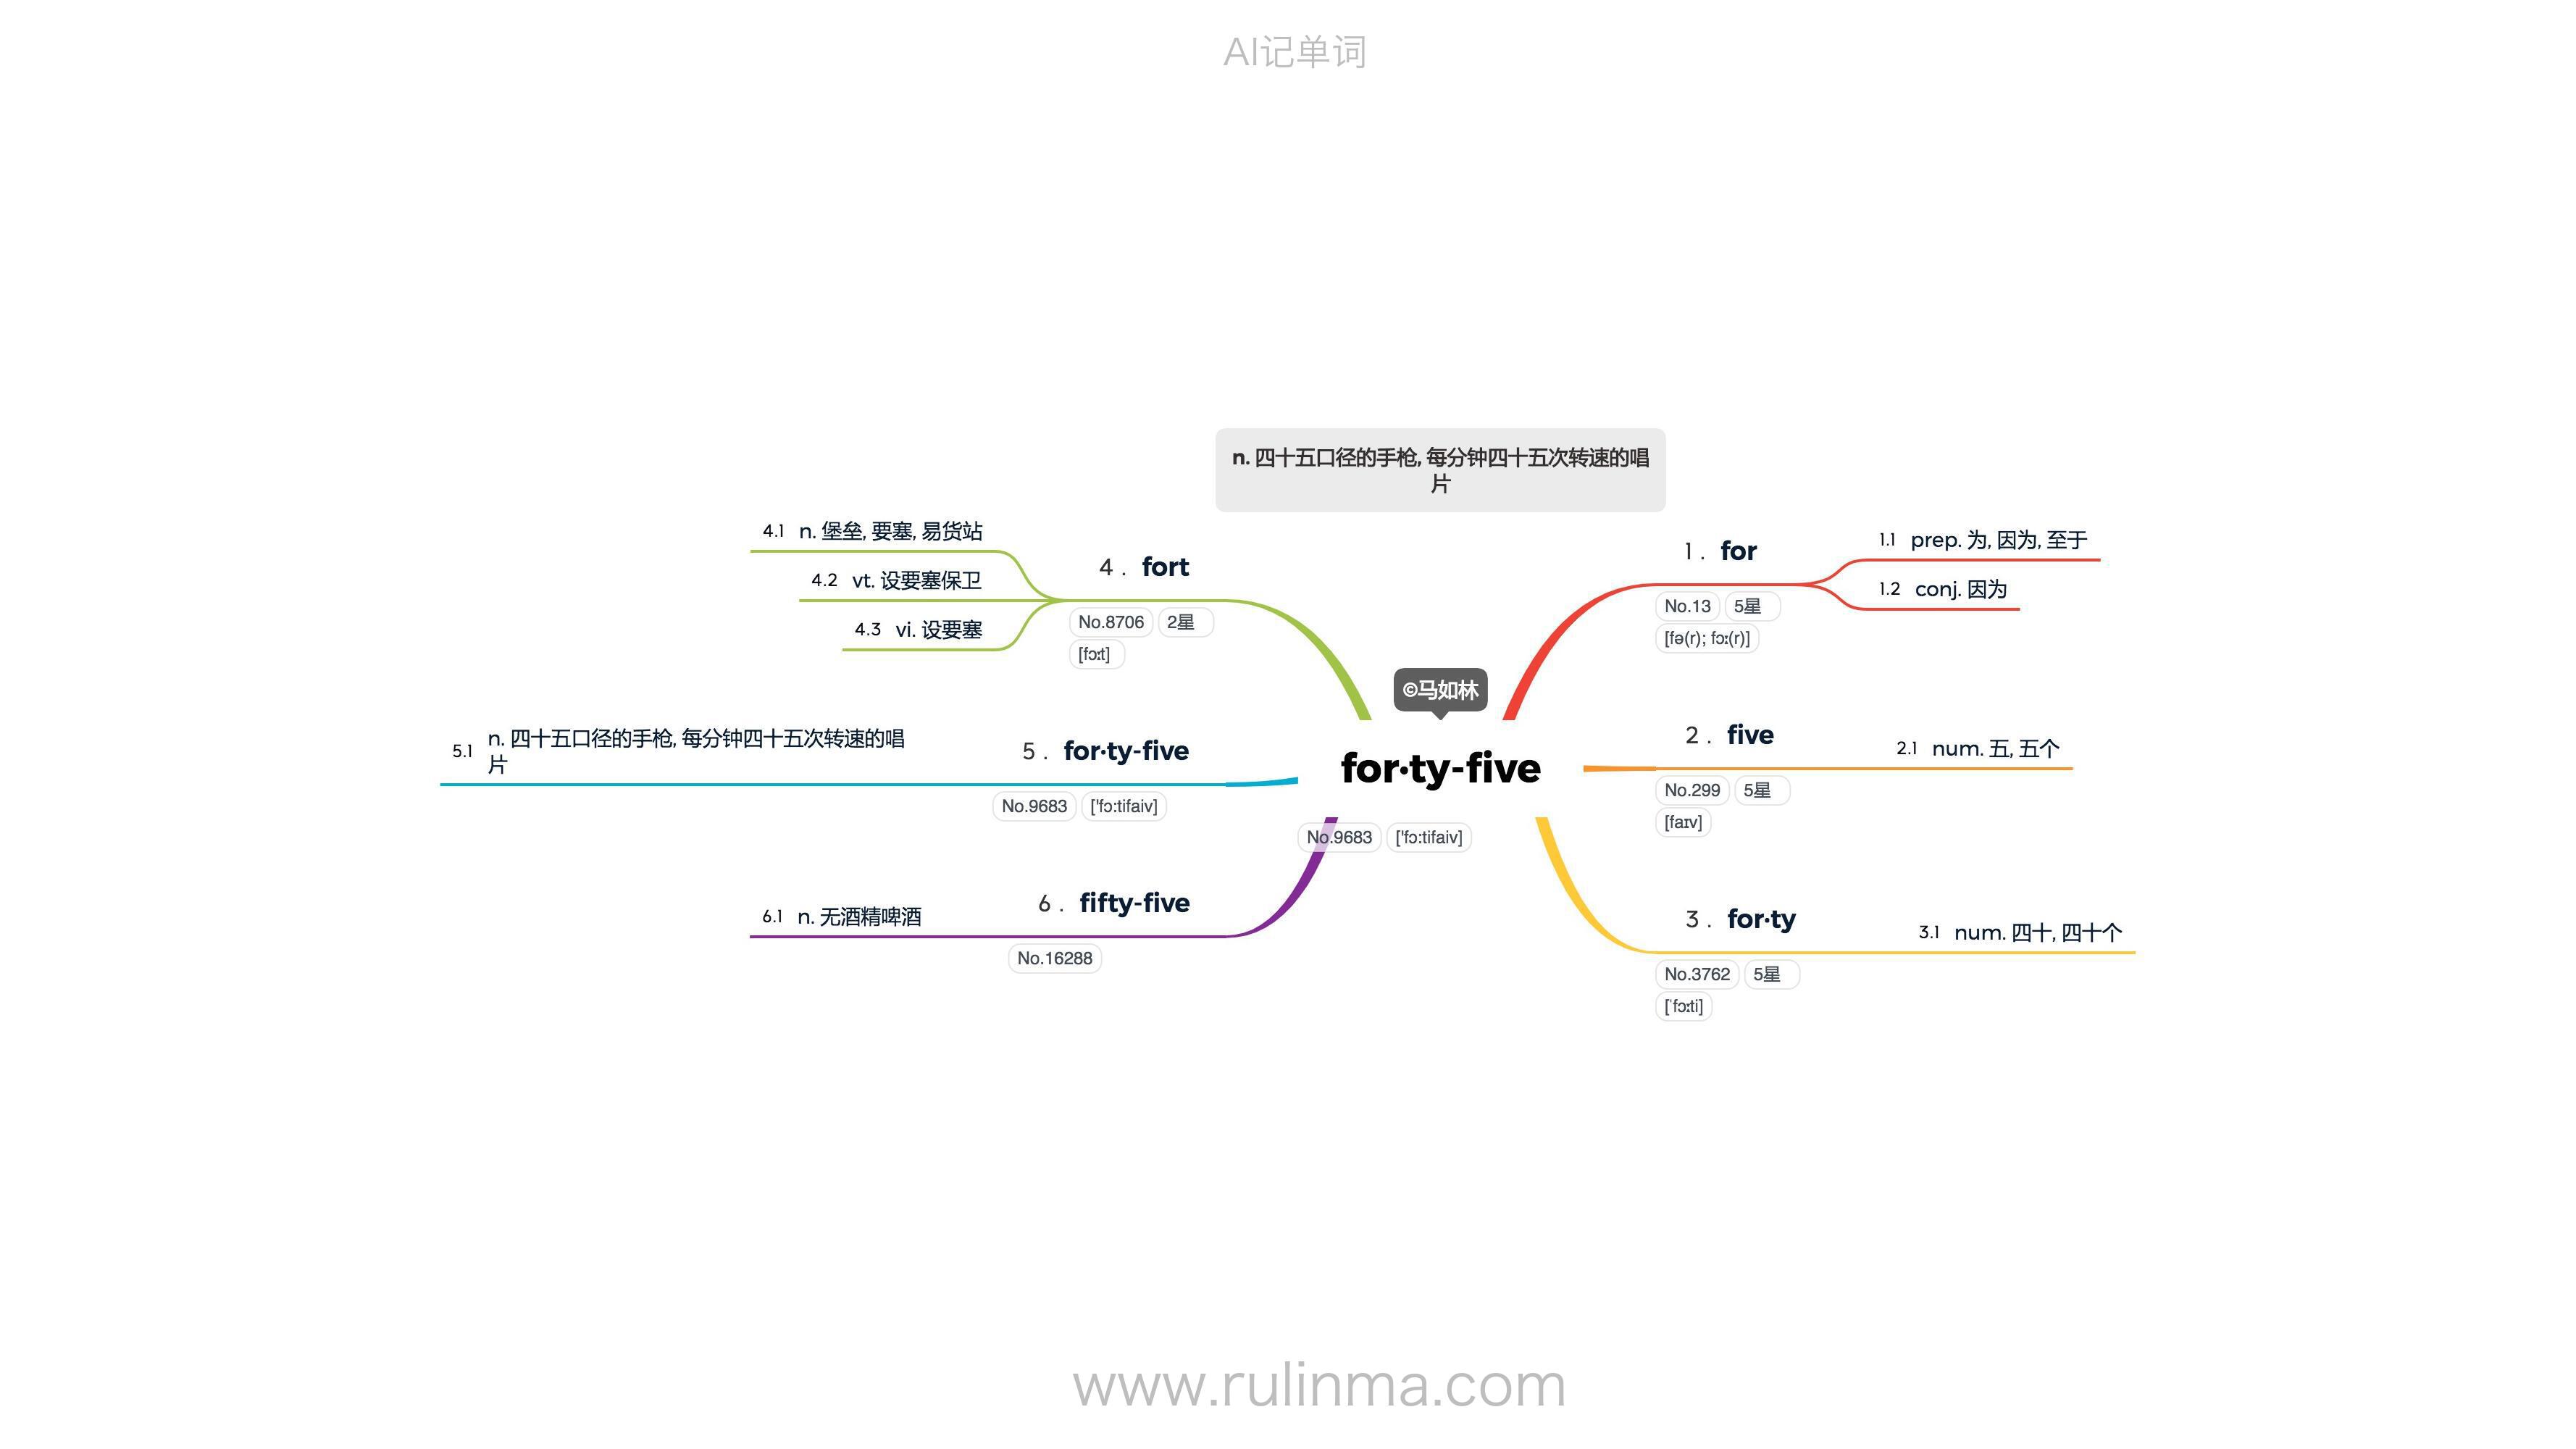 AI记单词
n. 四十五口径的手枪, 每分钟四十五次转速的唱
片
©马如林
for·ty-five
No.9683 ['fɔ:tifaiv]
1 . for
No.13 5星
[fə(r); fɔː(r)]
1.1 prep. 为, 因为, 至于
1.2 conj. 因为
2 . five
No.299 5星
[faɪv]
2.1 num. 五, 五个
3 . for·ty
No.3762 5星
[ˈfɔːti]
3.1 num. 四十, 四十个
4 . fort
No.8706 2星
[fɔːt]
4.1 n. 堡垒, 要塞, 易货站
4.2 vt. 设要塞保卫
4.3 vi. 设要塞
5 . for·ty-five
No.9683 ['fɔ:tifaiv]
5.1 n. 四十五口径的手枪, 每分钟四十五次转速的唱
片
6 . fifty-five
No.16288
6.1 n. 无酒精啤酒
www.rulinma.com